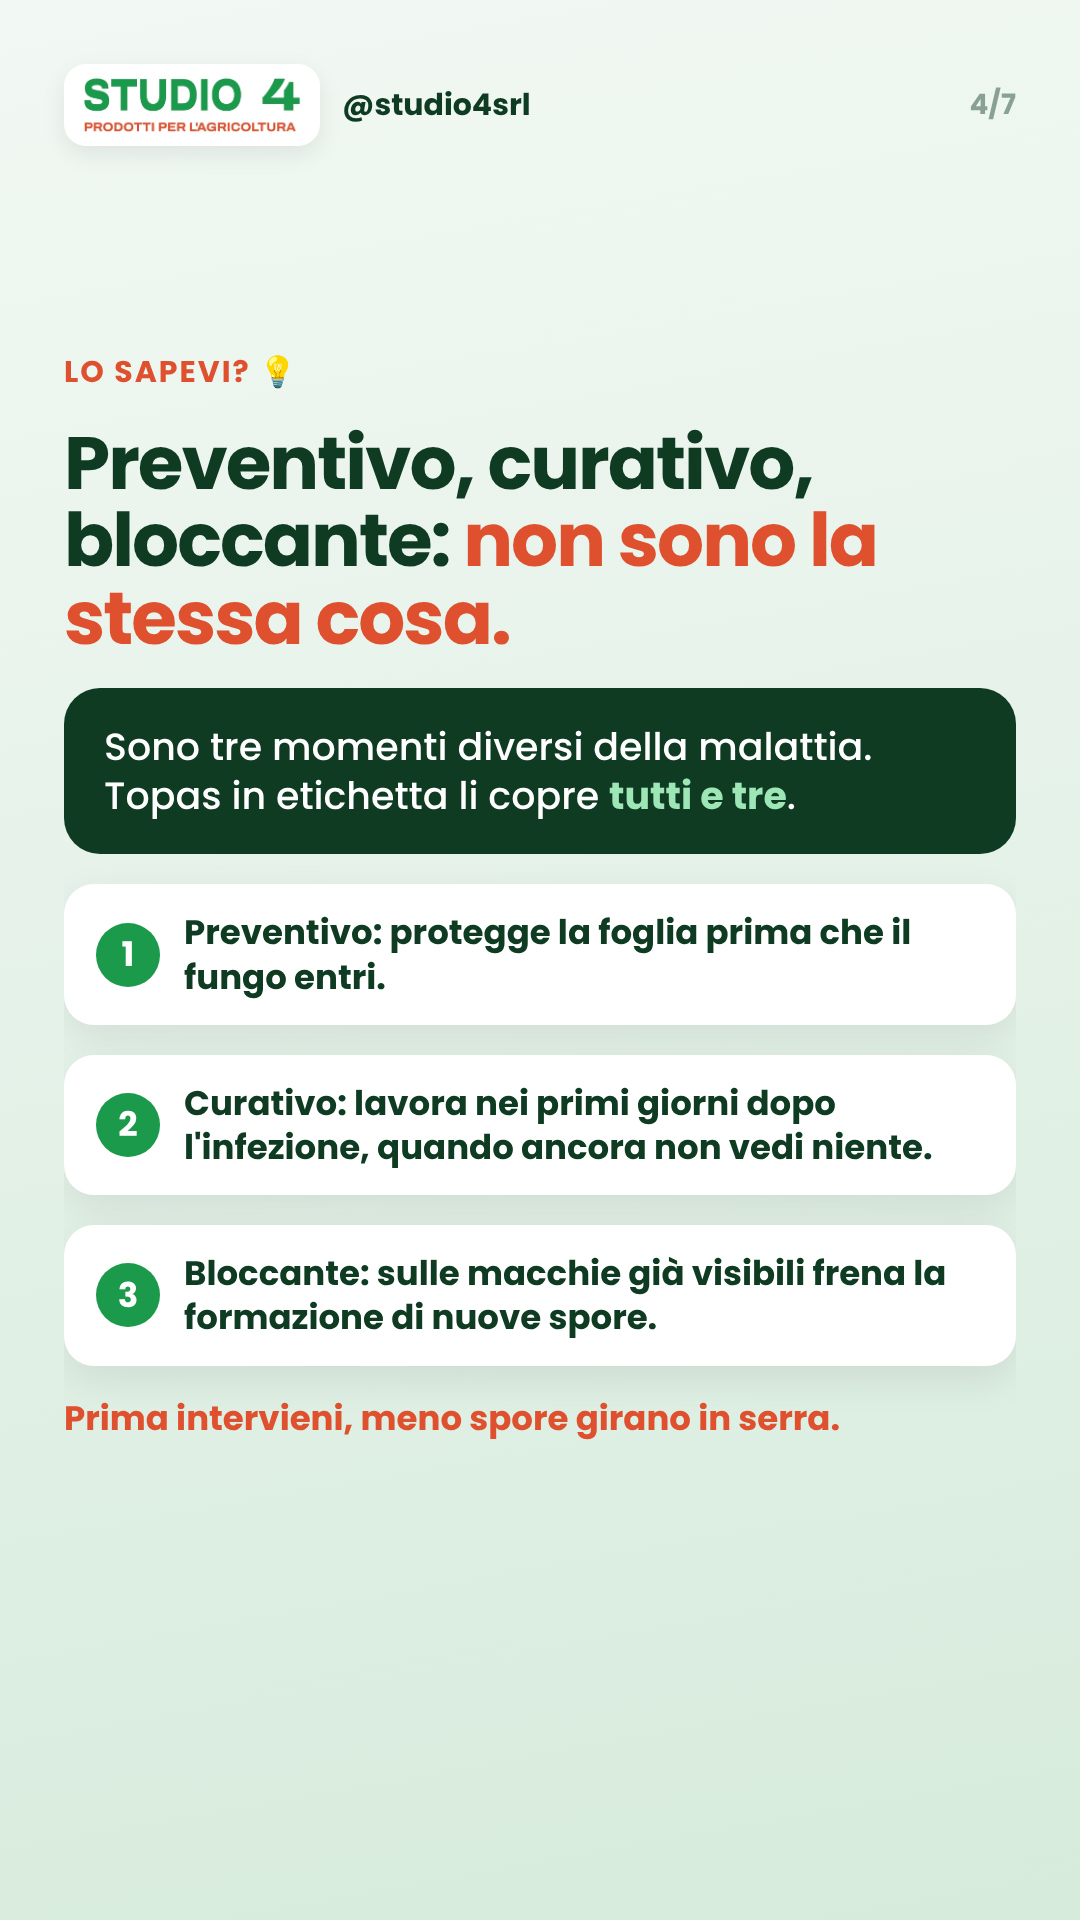 STUDIO 4
PRODOTTI PER L'AGRICOLTURA
@studio4srl
4/7
LO SAPEVI? 💡
Preventivo, curativo,
bloccante: non sono la
stessa cosa.
Sono tre momenti diversi della malattia.
Topas in etichetta li copre tutti e tre.
1
Preventivo: protegge la foglia prima che il
fungo entri.
2
Curativo: lavora nei primi giorni dopo
l'infezione, quando ancora non vedi niente.
3
Bloccante: sulle macchie già visibili frena la
formazione di nuove spore.
Prima intervieni, meno spore girano in serra.